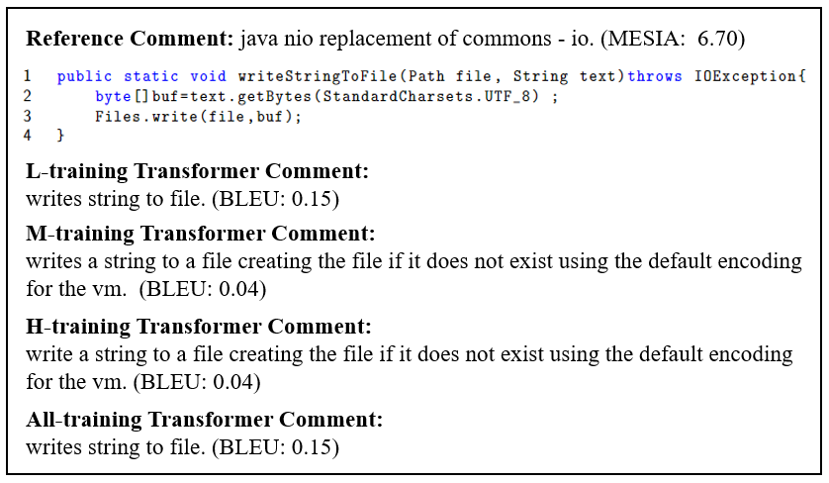 Reference Comment: java nio replacement of commons - io. (MESIA: 6.70)
1 public static void writeStringToFile(Path file, String text)throws IOException{
2 byte[]buf=text.getBytes(StandardCharsets.UTF_8) ;
3 Files.write(file,buf);
4 }
L-training Transformer Comment:
writes string to file. (BLEU: 0.15)
M-training Transformer Comment:
writes a string to a file creating the file if it does not exist using the default encoding
for the vm. (BLEU: 0.04)
H-training Transformer Comment:
write a string to a file creating the file if it does not exist using the default encoding
for the vm. (BLEU: 0.04)
All-training Transformer Comment:
writes string to file. (BLEU: 0.15)